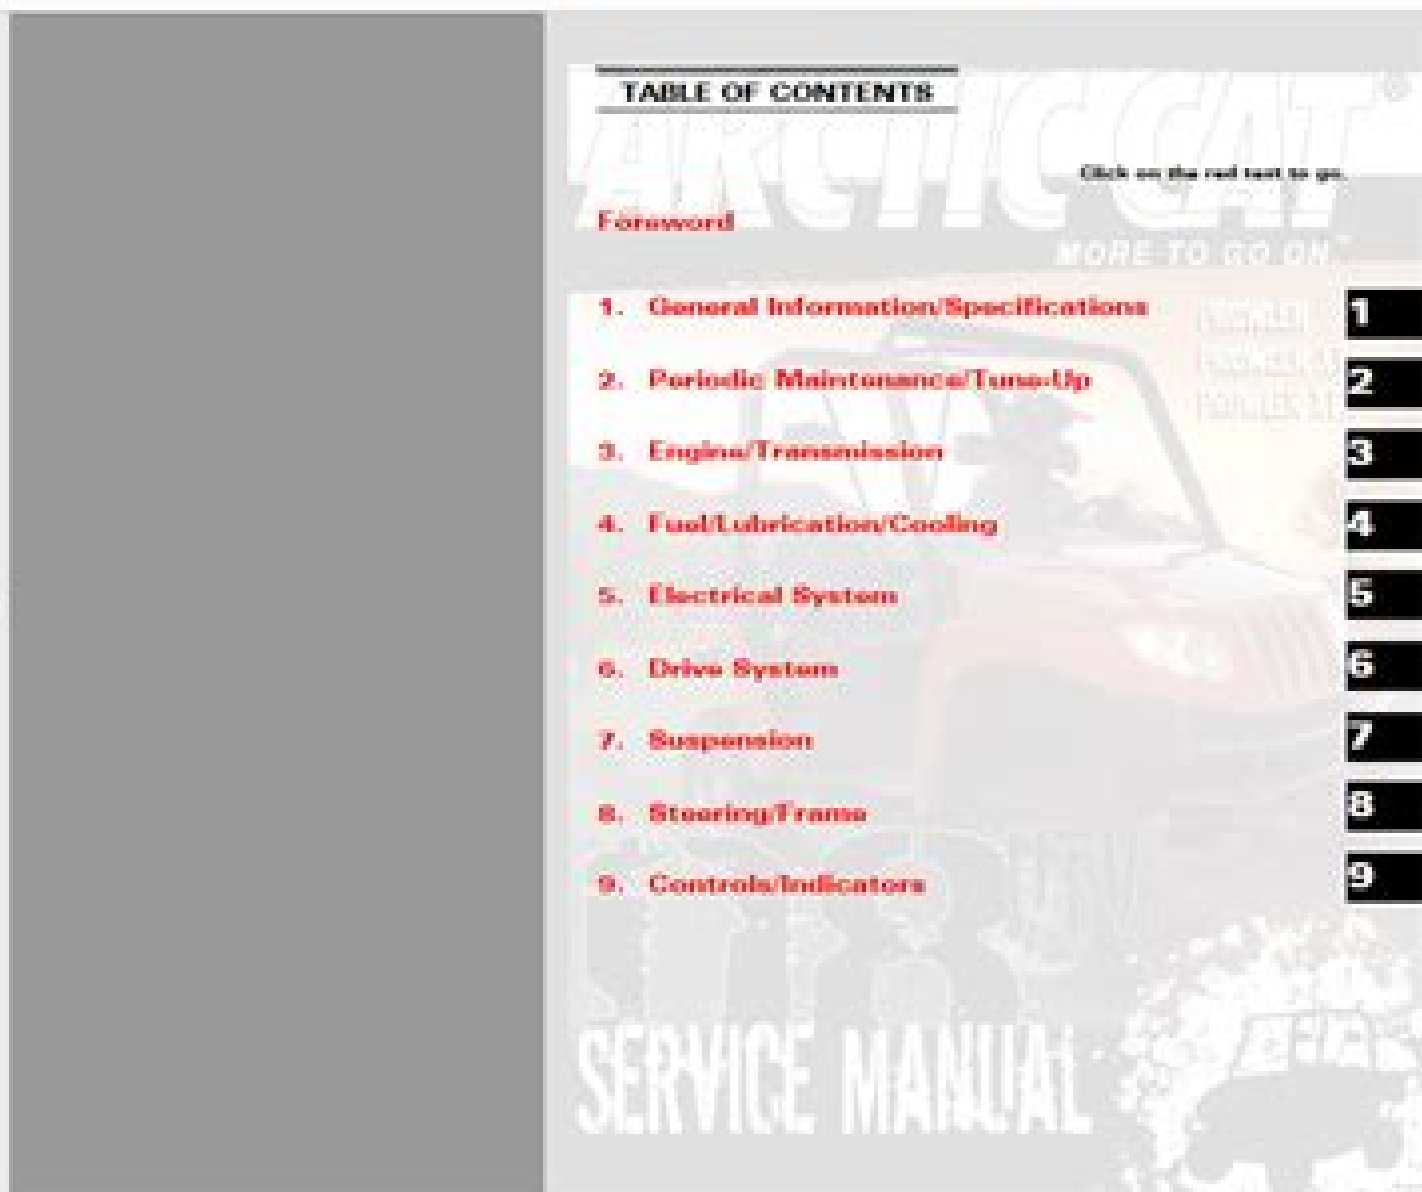 TABLE OF CONTENTS
ARCTIC CAT®
Click on the red text to go.
Foreword
MORE TO GO ON™
1. General Information/Specifications 1
2. Periodic Maintenance/Tune-Up 2
3. Engine/Transmission 3
4. Fuel/Lubrication/Cooling 4
5. Electrical System 5
6. Drive System 6
7. Suspension 7
8. Steering/Frame 8
9. Controls/Indicators 9
SERVICE MANUAL